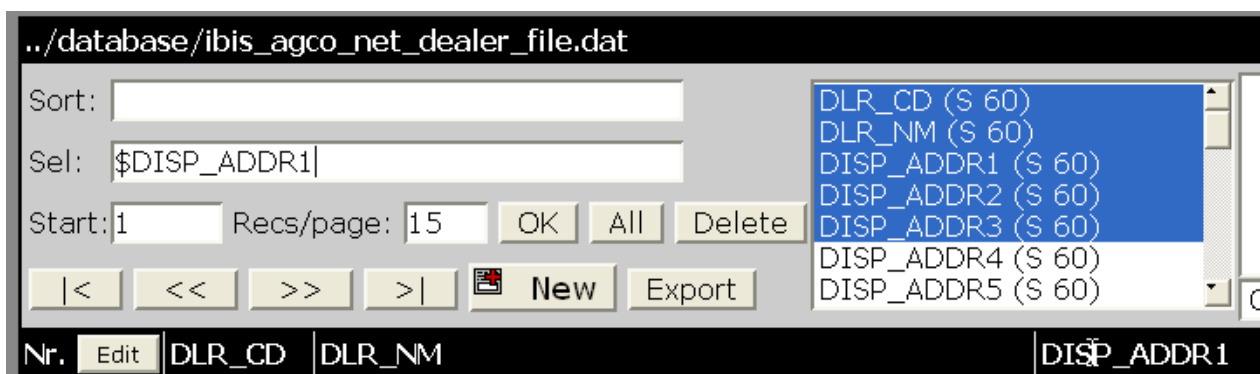 ../database/ibis_agco_net_dealer_file.dat
Sort:
Sel: $DISP_ADDR1
Start: 1 Recs/page: 15 OK All Delete
|< << >> >| New Export
DLR_CD (S 60)
DLR_NM (S 60)
DISP_ADDR1 (S 60)
DISP_ADDR2 (S 60)
DISP_ADDR3 (S 60)
DISP_ADDR4 (S 60)
DISP_ADDR5 (S 60)
Nr. Edit DLR_CD DLR_NM DISP_ADDR1